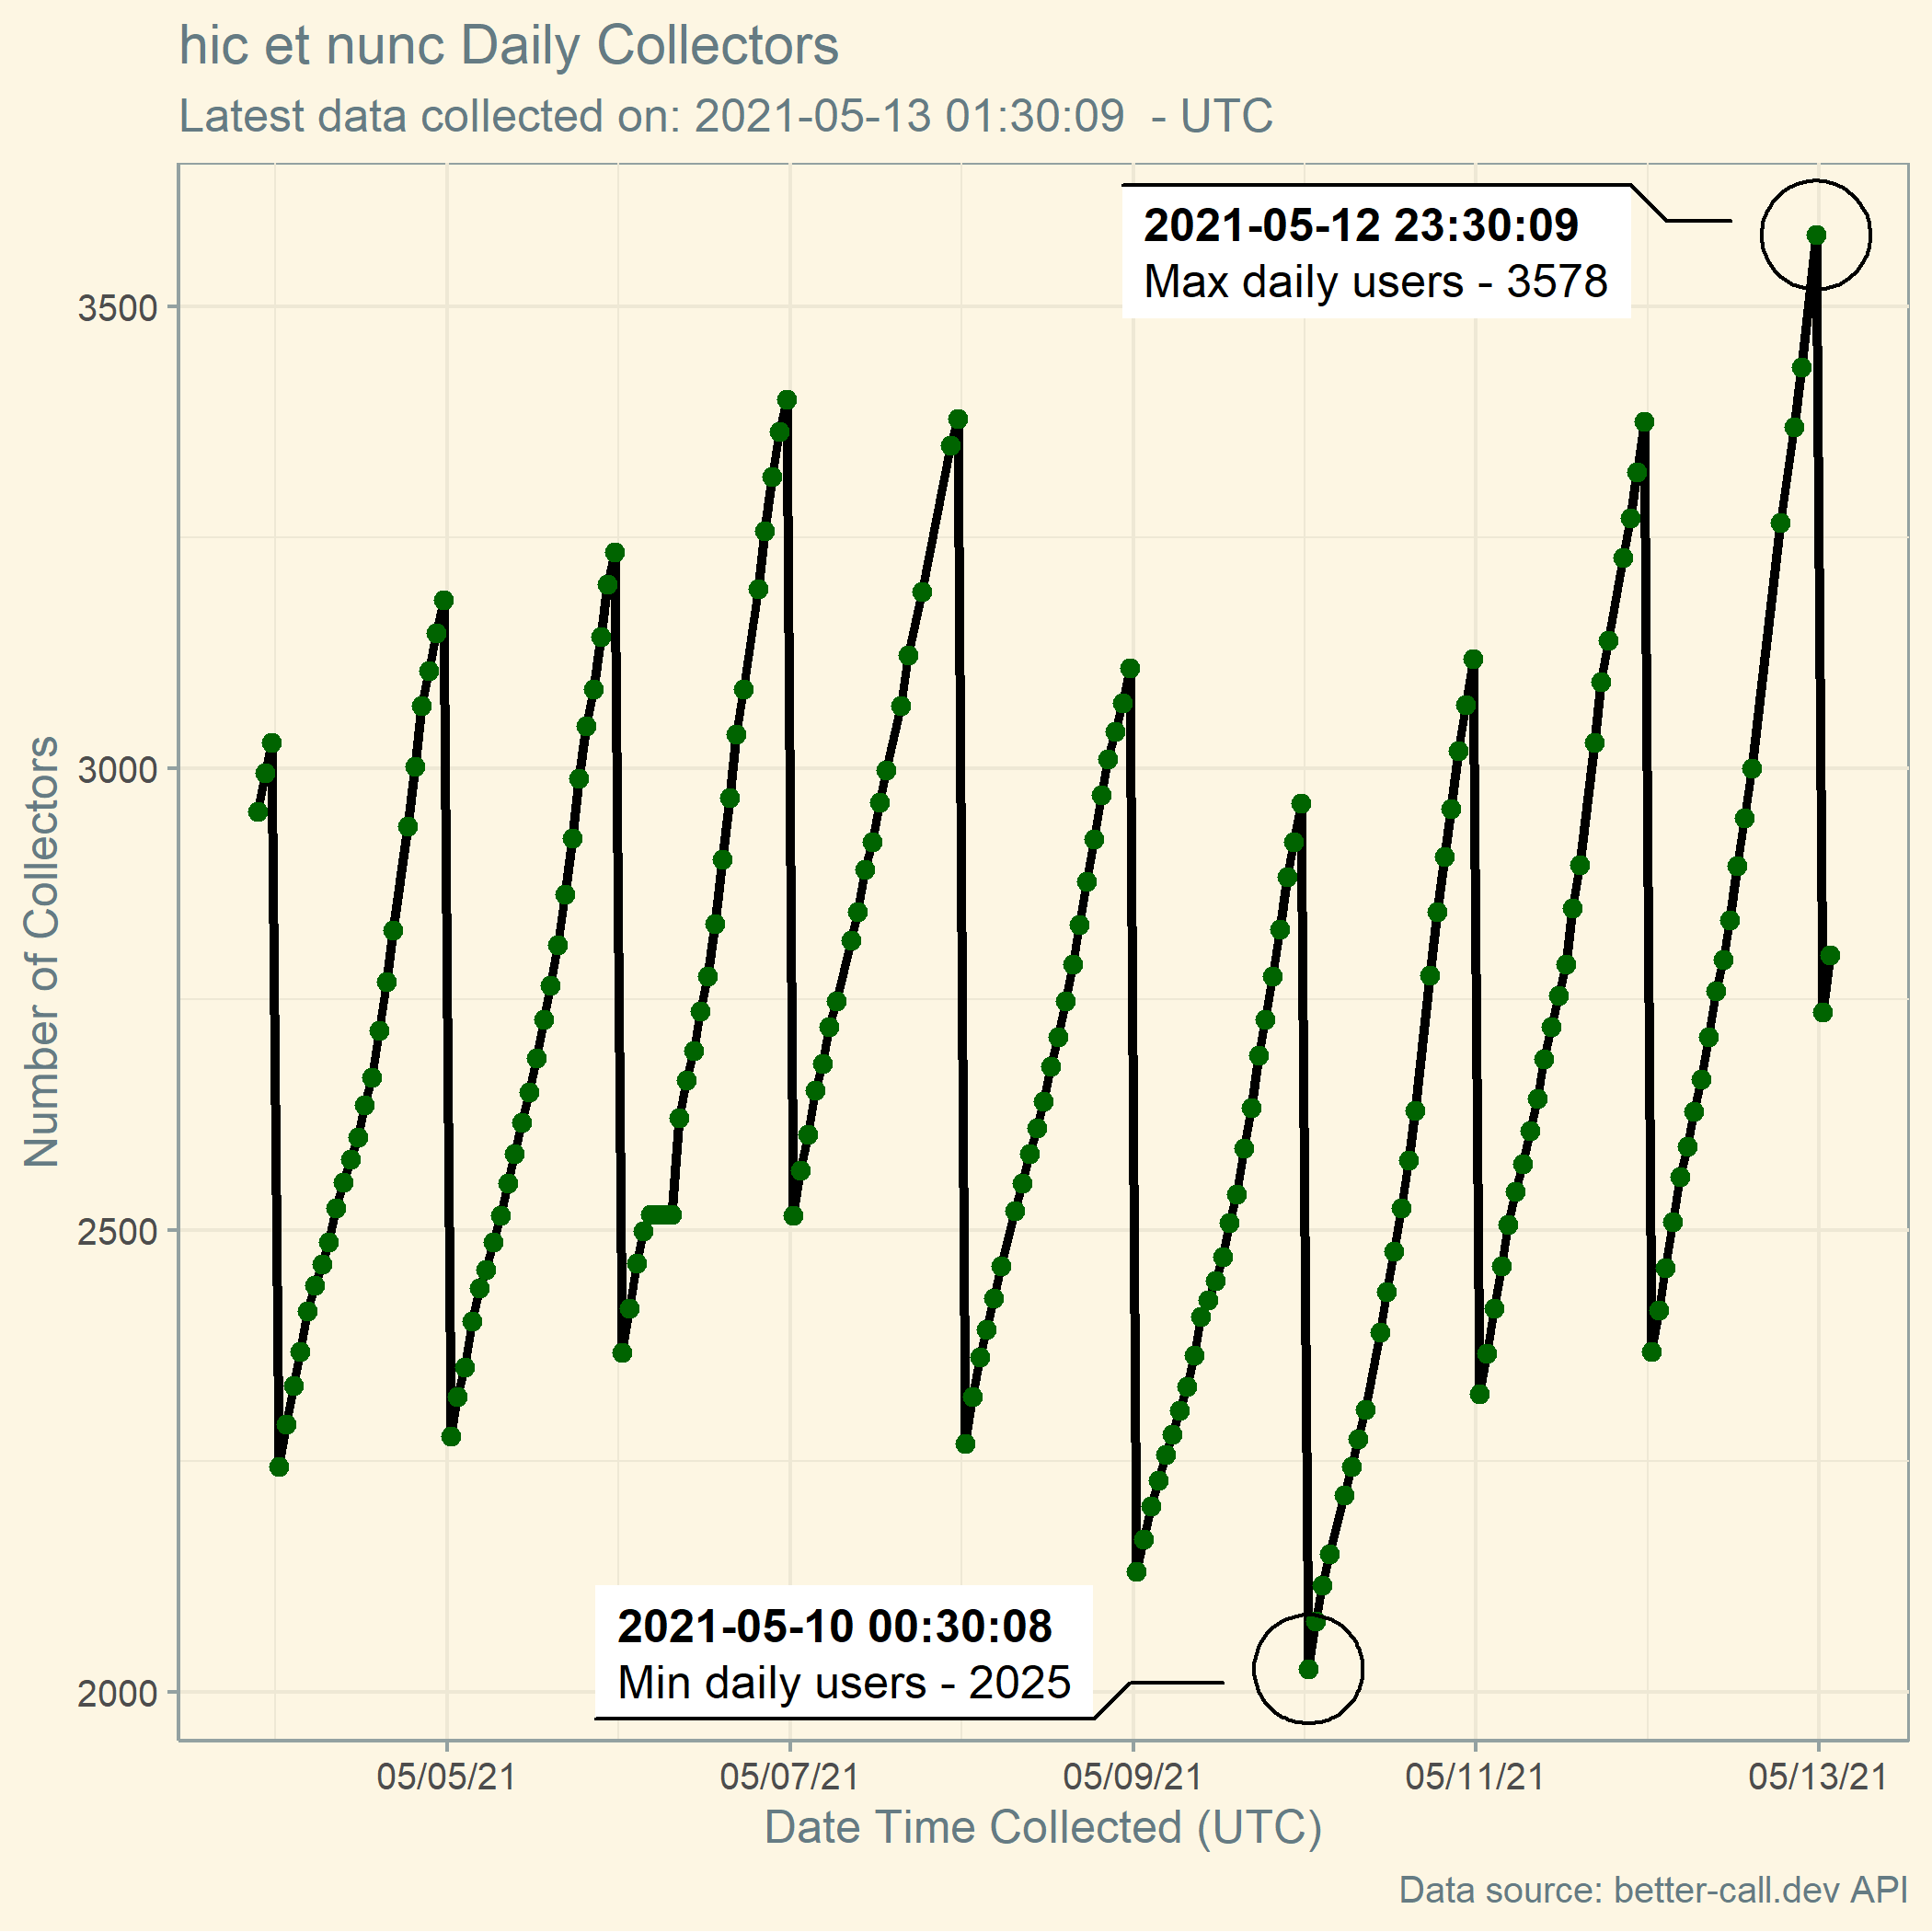 hic et nunc Daily Collectors
Latest data collected on: 2021-05-13 01:30:09  - UTC
2021-05-12 23:30:09
Max daily users - 3578
3500
3000
2500
2000
Number of Collectors
2021-05-10 00:30:08
Min daily users - 2025
05/05/21
05/07/21
05/09/21
05/11/21
05/13/21
Date Time Collected (UTC)
Data source: better-call.dev API